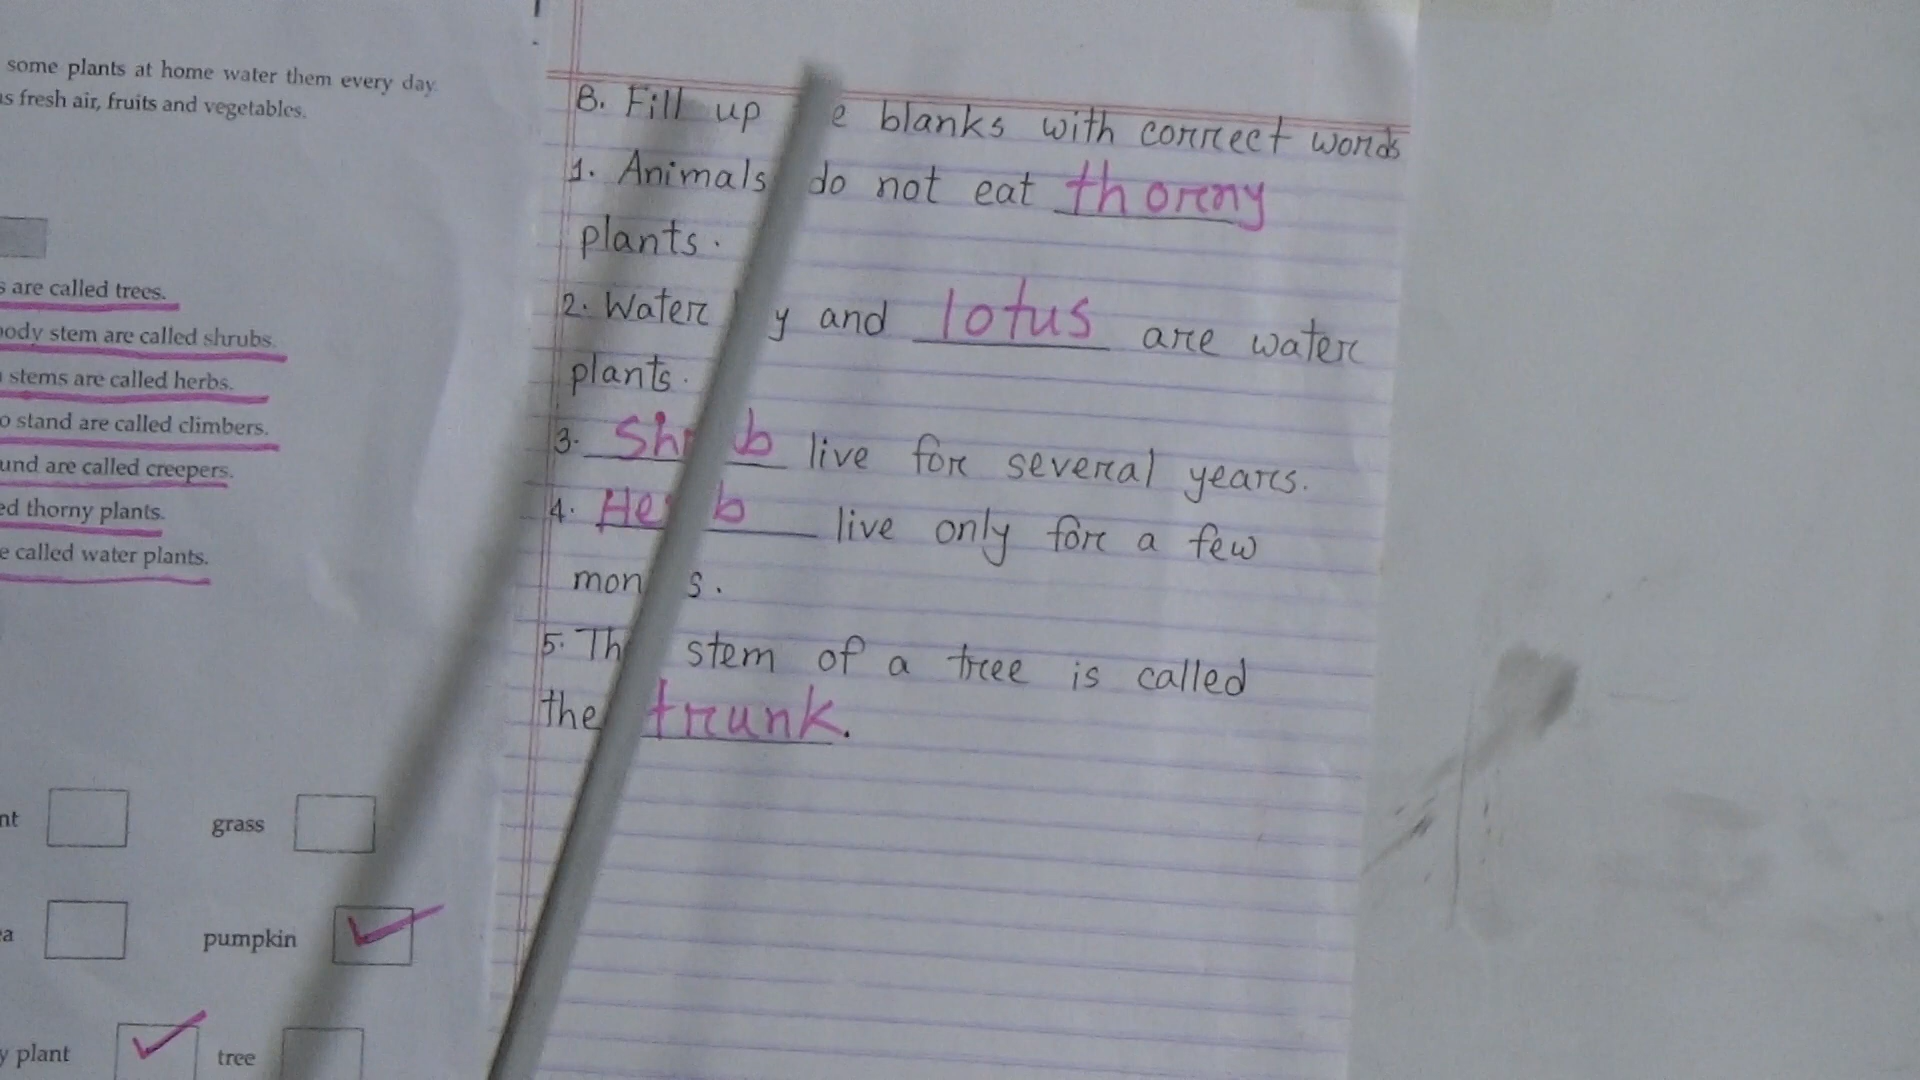 some plants at home water them every day.
fresh air, fruits and vegetables.
are called trees.
stem are called shrubs.
stems are called herbs.
stand are called climbers.
are called creepers.
thorny plants.
called water plants.
grass
pumpkin
plant tree
B. Fill up blanks with correct words
1. Animals do not eat thorny
plants.
2. Water and lotus are water
plants.
3. live for several years.
4. live only for a few
5. stem of a tree is called
the trunk.